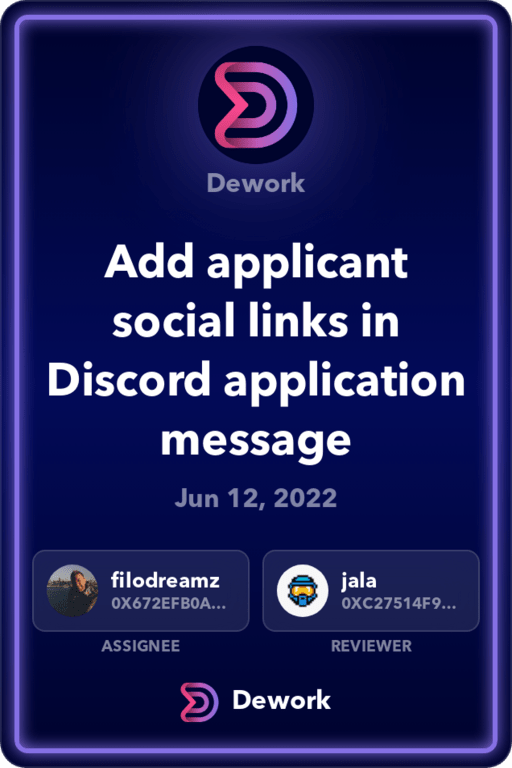 Dework
Add applicant
social links in
Discord application
message
Jun 12, 2022
filodreamz
0X672EFB0A...
jala
0XC27514F9...
ASSIGNEE
REVIEWER
Dework